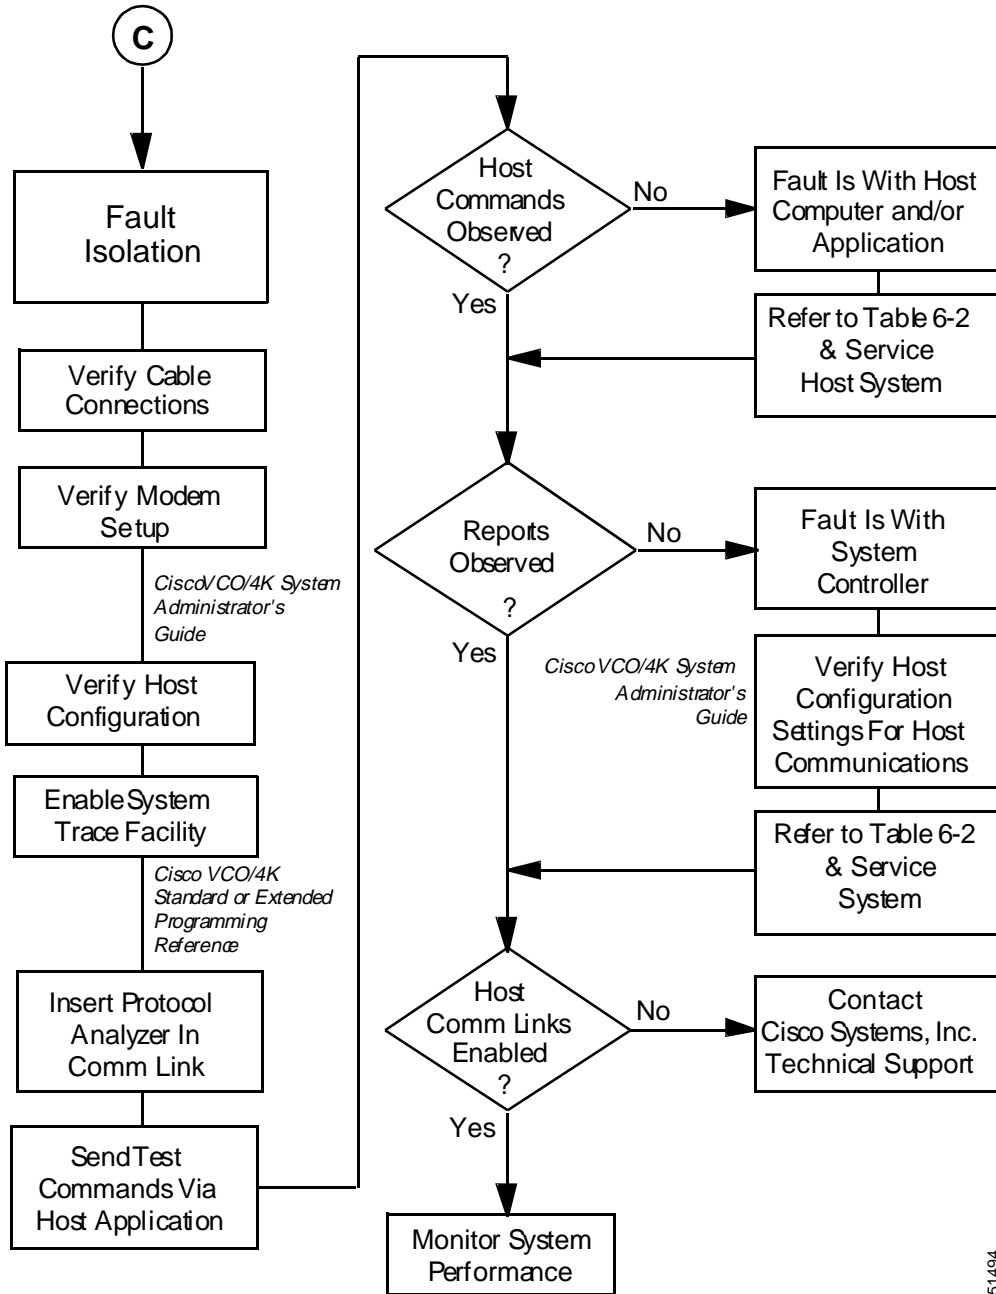 C
Fault
Isolation
Verify Cable
Connections
Verify Modem
Setup
Cisco VCO/4K System
Administrator's
Guide
Verify Host
Configuration
Enable System
Trace Facility
Cisco VCO/4K
Standard or Extended
Programming
Reference
Insert Protocol
Analyzer In
Comm Link
Send Test
Commands Via
Host Application
Host
Commands
Observed
?
No
Yes
Fault Is With Host
Computer and/or
Application
Refer to Table 6-2
& Service
Host System
Reports
Observed
?
No
Yes
Fault Is With
System
Controller
Cisco VCO/4K System
Administrator's
Guide
Verify Host
Configuration
Settings For Host
Communications
Refer to Table 6-2
& Service
System
Host
Comm Links
Enabled
?
No
Yes
Contact
Cisco Systems, Inc.
Technical Support
Monitor System
Performance
51494